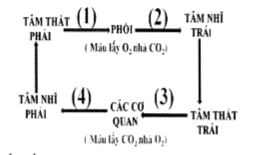 TÂM THẤT PHẢI
(1)
PHỔI
( Máu lấy O₂ nhả CO₂)
(2)
TÂM NHĨ TRÁI
TÂM NHĨ PHẢI
(4)
CÁC CƠ QUAN
( Máu lấy CO₂ nhả O₂)
(3)
TÂM THẤT TRÁI